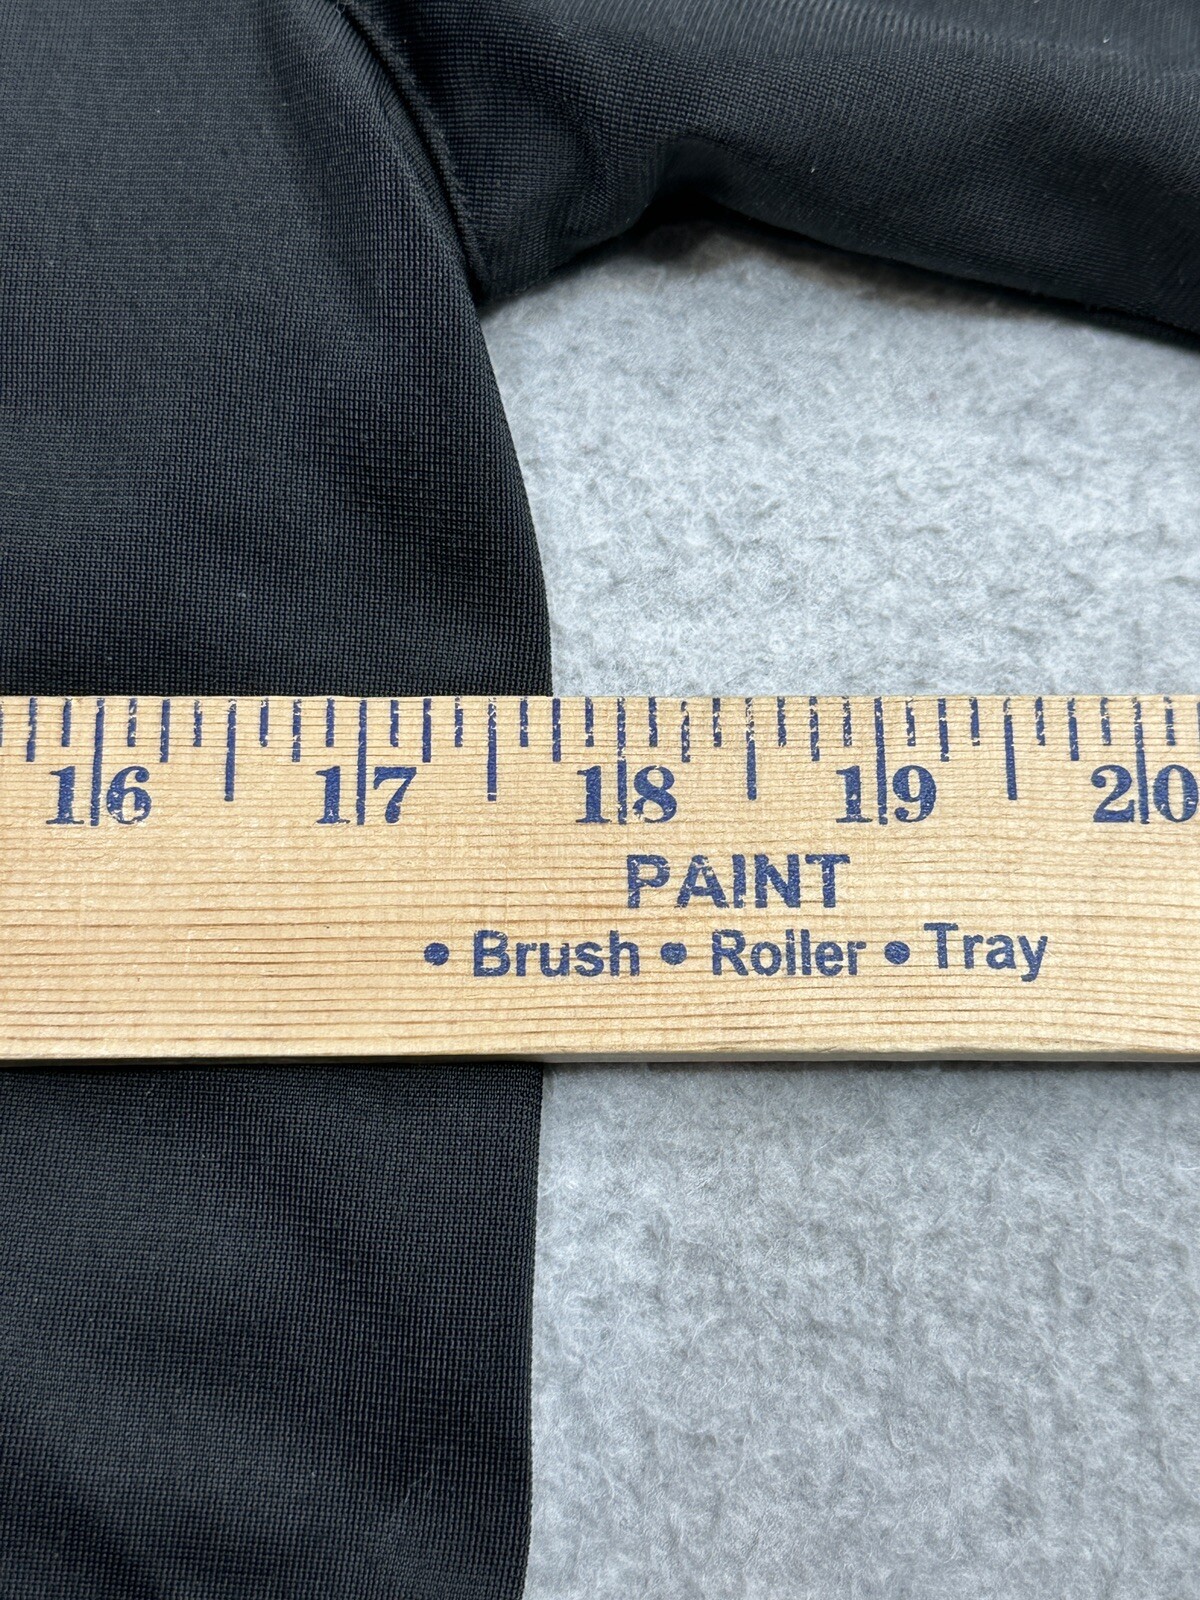 16 17 18 19 20
PAINT
• Brush • Roller • Tray